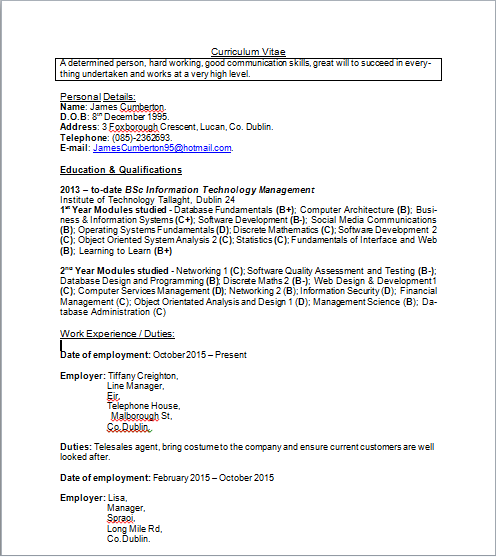 Curriculum Vitae
A determined person, hard working, good communication skills, great will to succeed in every-
thing undertaken and works at a very high level.
Personal Details:
Name: James Cumberton.
D.O.B: 8th December 1995.
Address: 3 Foxborough Crescent, Lucan, Co. Dublin.
Telephone: (085)-2362693.
E-mail: JamesCumberton95@hotmail.com.
Education & Qualifications
2013 – to-date BSc Information Technology Management
Institute of Technology Tallaght, Dublin 24
1st Year Modules studied - Database Fundamentals (B+); Computer Architecture (B); Busi-
ness & Information Systems (C+); Software Development (B-); Social Media Communications
(B); Operating Systems Fundamentals (D); Discrete Mathematics (C); Software Development 2
(C); Object Oriented System Analysis 2 (C); Statistics (C); Fundamentals of Interface and Web
(B); Learning to Learn (B+)
2nd Year Modules studied - Networking 1 (C); Software Quality Assessment and Testing (B-);
Database Design and Programming (B); Discrete Maths 2 (B-); Web Design & Development 1
(C); Computer Services Management (D); Networking 2 (B); Information Security (D); Financial
Management (C); Object Orientated Analysis and Design 1 (D); Management Science (B); Da-
tabase Administration (C)
Work Experience / Duties:
Date of employment: October 2015 – Present
Employer: Tiffany Creighton,
Line Manager,
Eir,
Telephone House,
Malborough St,
Co.Dublin,
Duties: Telesales agent, bring costume to the company and ensure current customers are well
looked after.
Date of employment: February 2015 – October 2015
Employer: Lisa,
Manager,
Spraoi,
Long Mile Rd,
Co.Dublin.